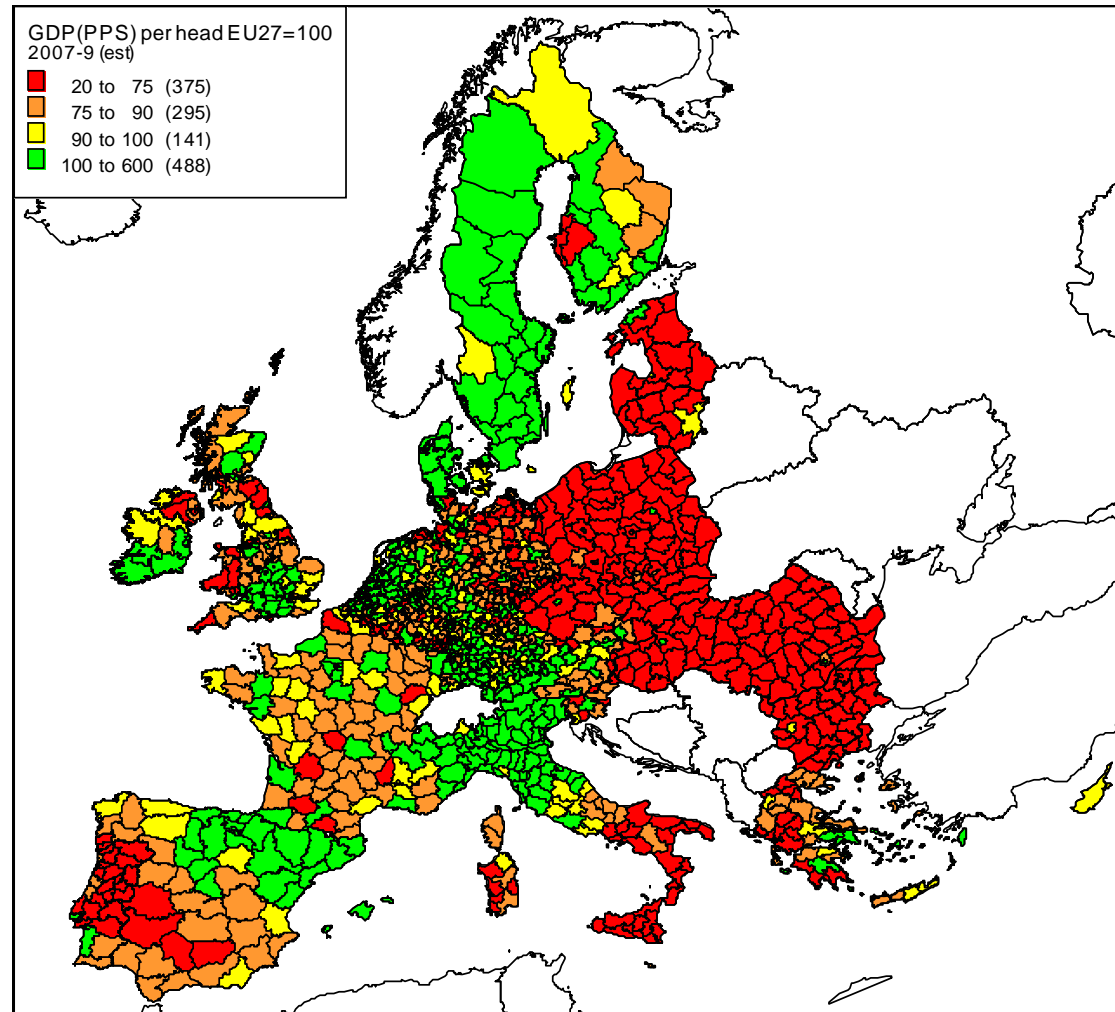 GDP(PPS) per head EU27=100
2007-9 (est)
20 to 75 (375)
75 to 90 (295)
90 to 100 (141)
100 to 600 (488)